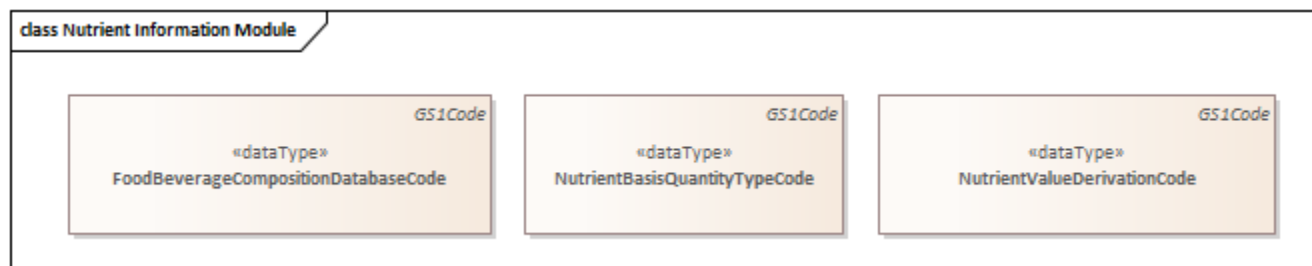 class Nutrient Information Module
GS1Code
«dataType»
FoodBeverageCompositionDatabaseCode
GS1Code
«dataType»
NutrientBasisQuantityTypeCode
GS1Code
«dataType»
NutrientValueDerivationCode